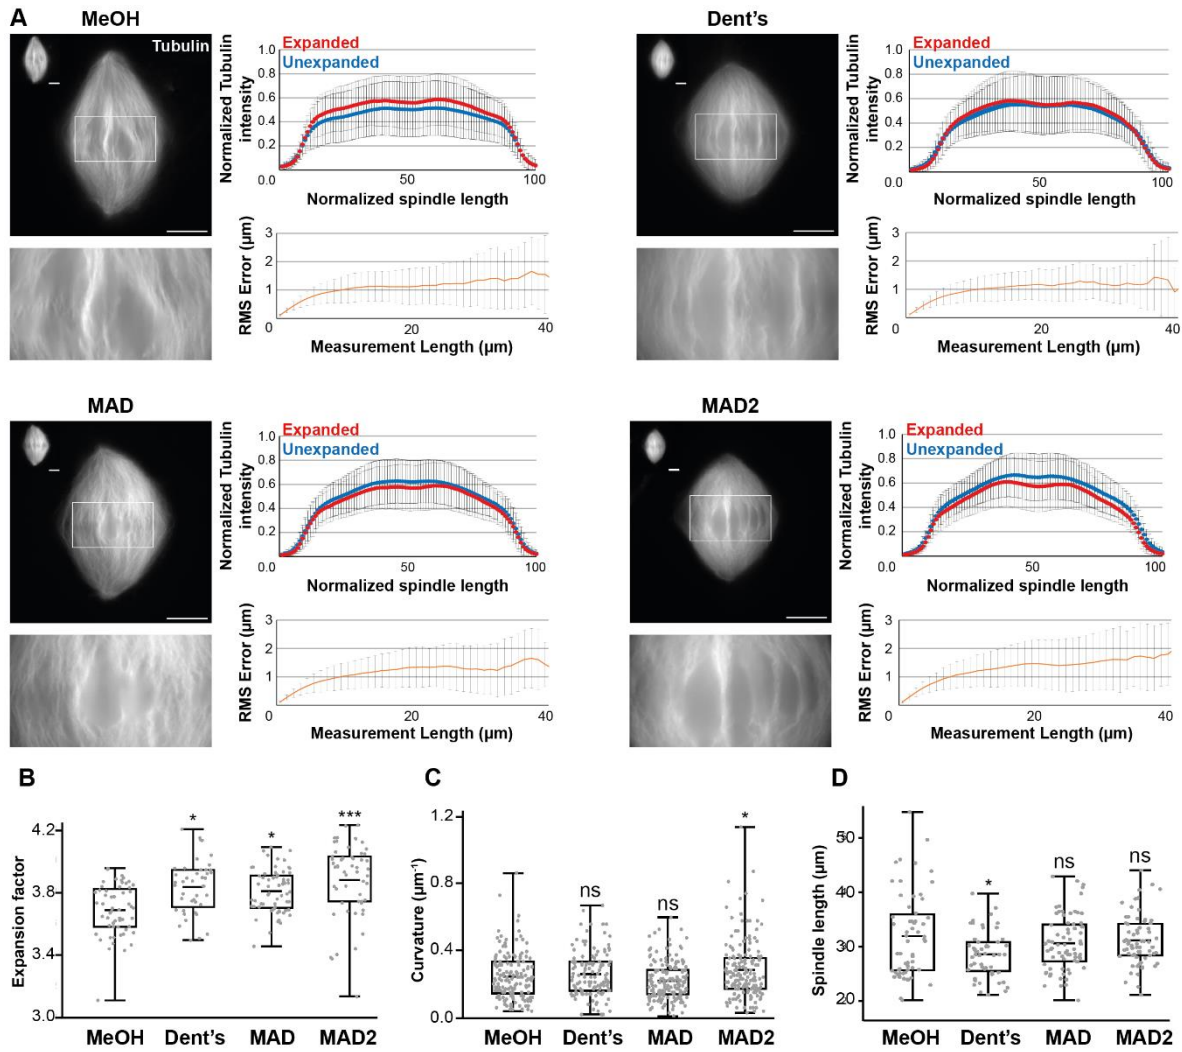 A
MeOH
Tubulin
Normalized Tubulin
intensity
1.0
0.8
0.6
0.4
0.2
0.0
Expanded
Unexpanded
50
100
Normalized spindle length
RMS Error (µm)
3
2
1
0
20
40
Measurement Length (µm)
Dent's
Normalized Tubulin
intensity
1.0
0.8
0.6
0.4
0.2
0.0
Expanded
Unexpanded
50
100
Normalized spindle length
RMS Error (µm)
3
2
1
0
20
40
Measurement Length (µm)
MAD
Normalized Tubulin
intensity
1.0
0.8
0.6
0.4
0.2
0
Expanded
Unexpanded
50
100
Normalized spindle length
RMS Error (µm)
3
2
1
0
20
40
Measurement Length (µm)
MAD2
Normalized Tubulin
intensity
1.0
0.8
0.6
0.4
0.2
0
Expanded
Unexpanded
50
100
Normalized spindle length
RMS Error (µm)
3
2
1
0
20
40
Measurement Length (µm)
B
Expansion factor
4.2
3.8
3.4
3.0
* * ***
MeOH Dent's MAD MAD2
C
Curvature (µm⁻¹)
1.2
0.8
0.4
0.0
ns ns *
MeOH Dent's MAD MAD2
D
Spindle length (µm)
50
40
30
20
* ns ns
MeOH Dent's MAD MAD2